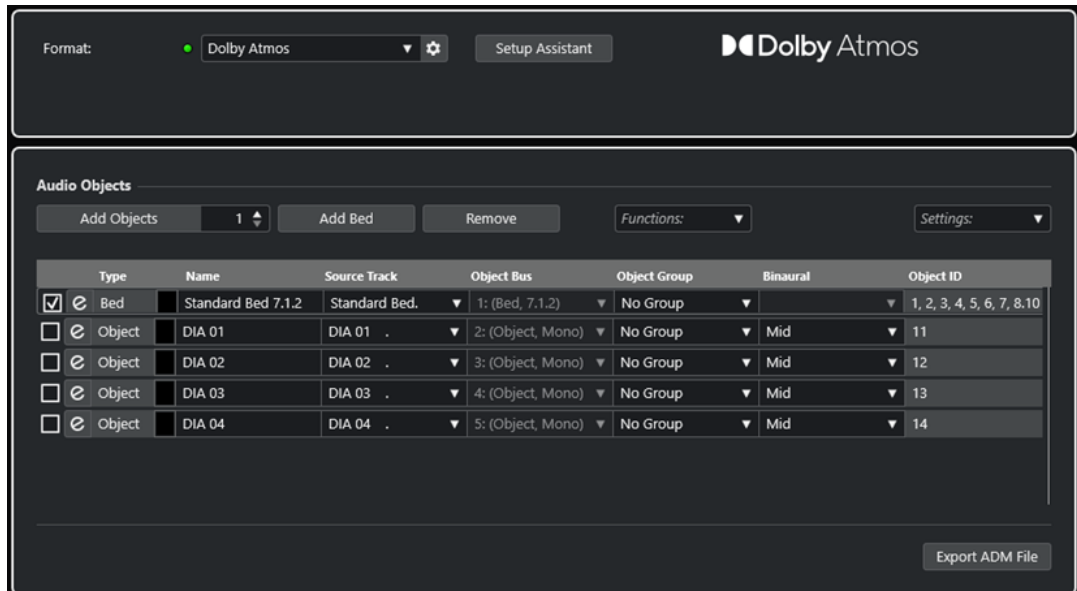 Format: Dolby Atmos Setup Assistant Dolby Atmos
Audio Objects
Add Objects 1 Add Bed Remove Functions: Settings:
Type Name Source Track Object Bus Object Group Binaural Object ID
Bed Standard Bed 7.1.2 Standard Bed. 1: (Bed, 7.1.2) No Group 1, 2, 3, 4, 5, 6, 7, 8.10
Object DIA 01 DIA 01 . 2: (Object, Mono) No Group Mid 11
Object DIA 02 DIA 02 . 3: (Object, Mono) No Group Mid 12
Object DIA 03 DIA 03 . 4: (Object, Mono) No Group Mid 13
Object DIA 04 DIA 04 . 5: (Object, Mono) No Group Mid 14
Export ADM File